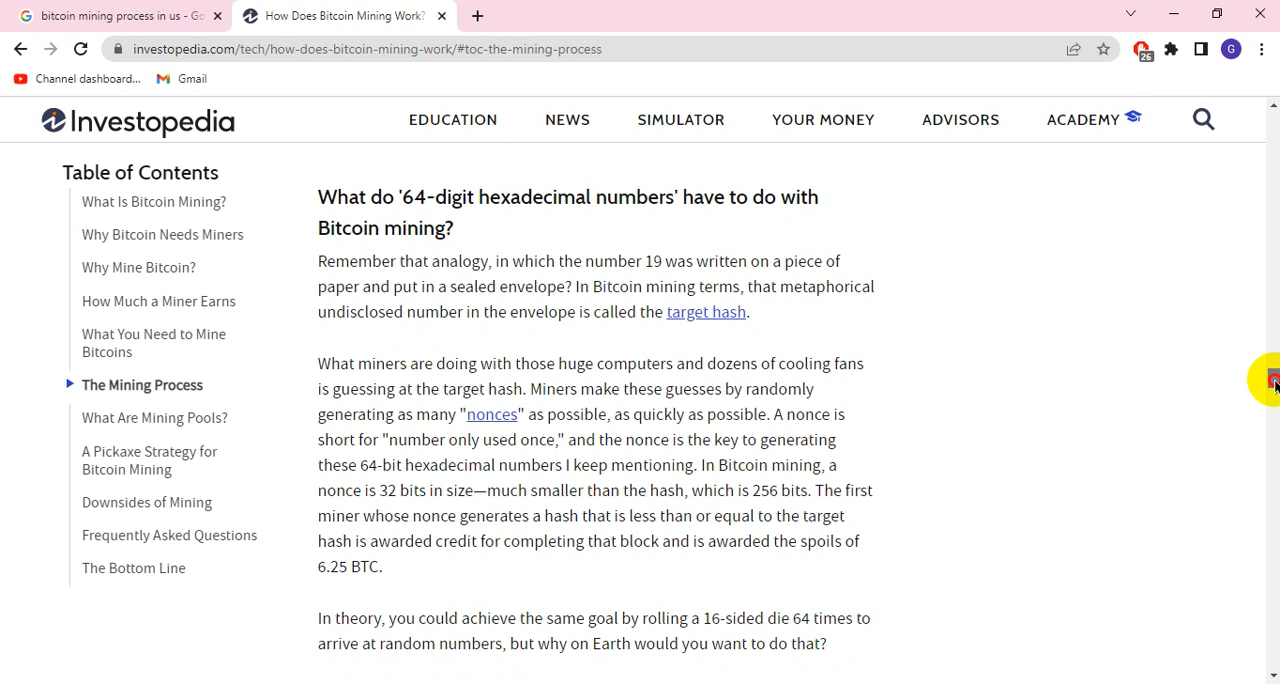 bitcoin mining process in us - Go
How Does Bitcoin Mining Work?
investopedia.com/tech/how-does-bitcoin-mining-work/#toc-the-mining-process
26
G
Channel dashboard...
Gmail
Investopedia
EDUCATION
NEWS
SIMULATOR
YOUR MONEY
ADVISORS
ACADEMY
Table of Contents
What Is Bitcoin Mining?
Why Bitcoin Needs Miners
Why Mine Bitcoin?
How Much a Miner Earns
What You Need to Mine
Bitcoins
The Mining Process
What Are Mining Pools?
A Pickaxe Strategy for
Bitcoin Mining
Downsides of Mining
Frequently Asked Questions
The Bottom Line
What do '64-digit hexadecimal numbers' have to do with
Bitcoin mining?
Remember that analogy, in which the number 19 was written on a piece of
paper and put in a sealed envelope? In Bitcoin mining terms, that metaphorical
undisclosed number in the envelope is called the target hash.
What miners are doing with those huge computers and dozens of cooling fans
is guessing at the target hash. Miners make these guesses by randomly
generating as many "nonces" as possible, as quickly as possible. A nonce is
short for "number only used once," and the nonce is the key to generating
these 64-bit hexadecimal numbers I keep mentioning. In Bitcoin mining, a
nonce is 32 bits in size—much smaller than the hash, which is 256 bits. The first
miner whose nonce generates a hash that is less than or equal to the target
hash is awarded credit for completing that block and is awarded the spoils of
6.25 BTC.
In theory, you could achieve the same goal by rolling a 16-sided die 64 times to
arrive at random numbers, but why on Earth would you want to do that?